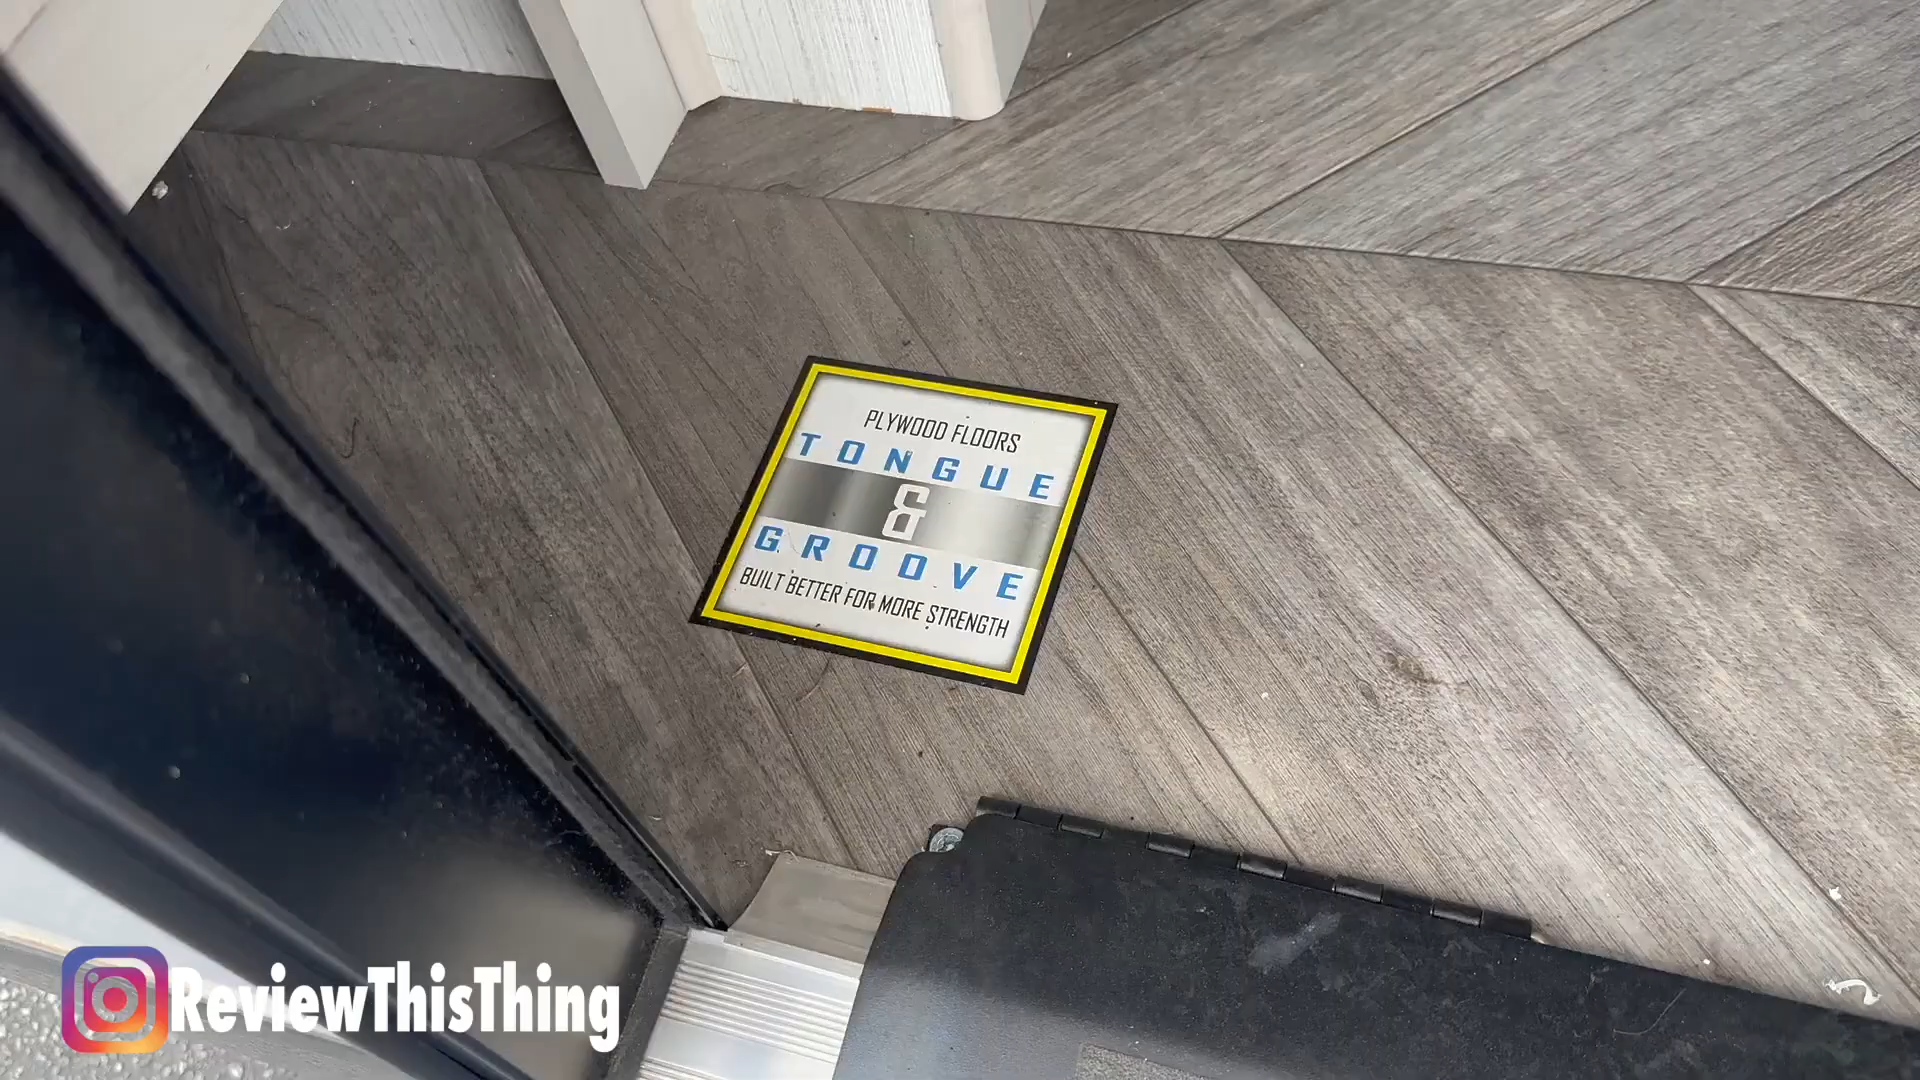 PLYWOOD FLOORS
TONGUE
&
GROOVE
BUILT BETTER FOR MORE STRENGTH
ReviewThisThing